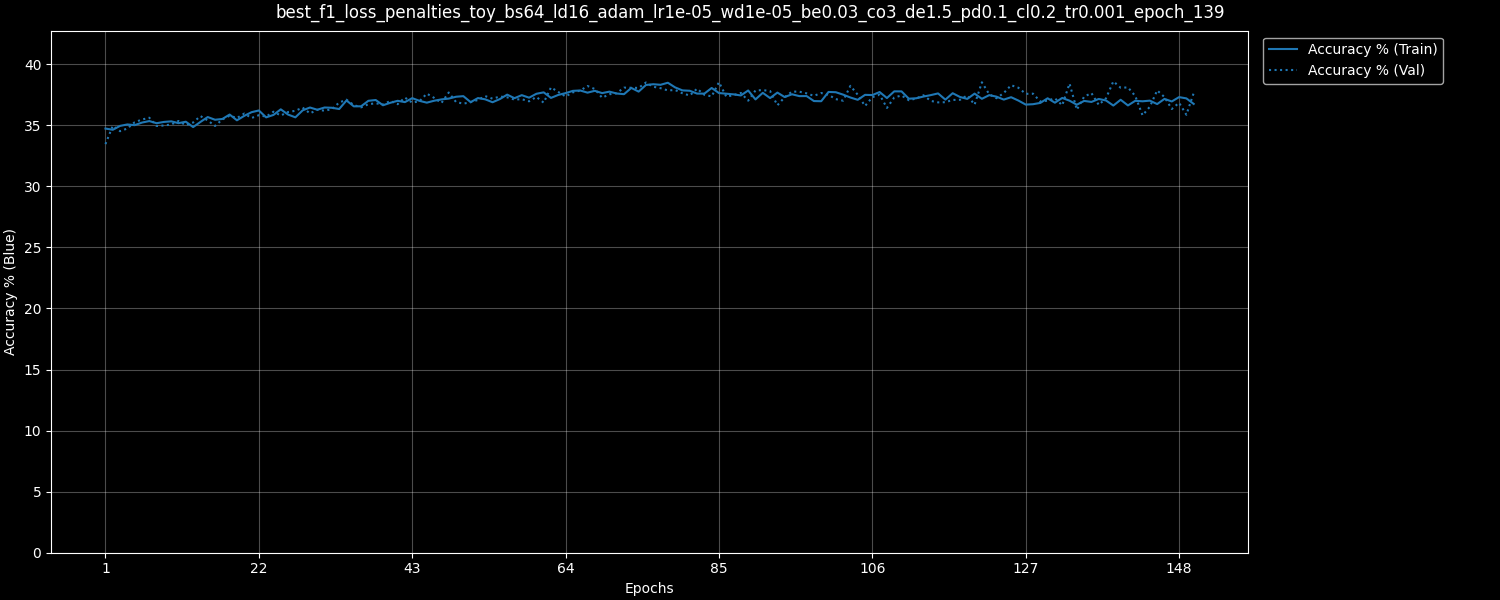 best_f1_loss_penalties_toy_bs64_ld16_adam_lr1e-05_wd1e-05_be0.03_co3_de1.5_pd0.1_cl0.2_tr0.001_epoch_139
Accuracy % (Train)
Accuracy % (Val)
Accuracy % (Blue)
40
35
30
25
20
15
10
5
0
1 22 43 64 85 106 127 148
Epochs